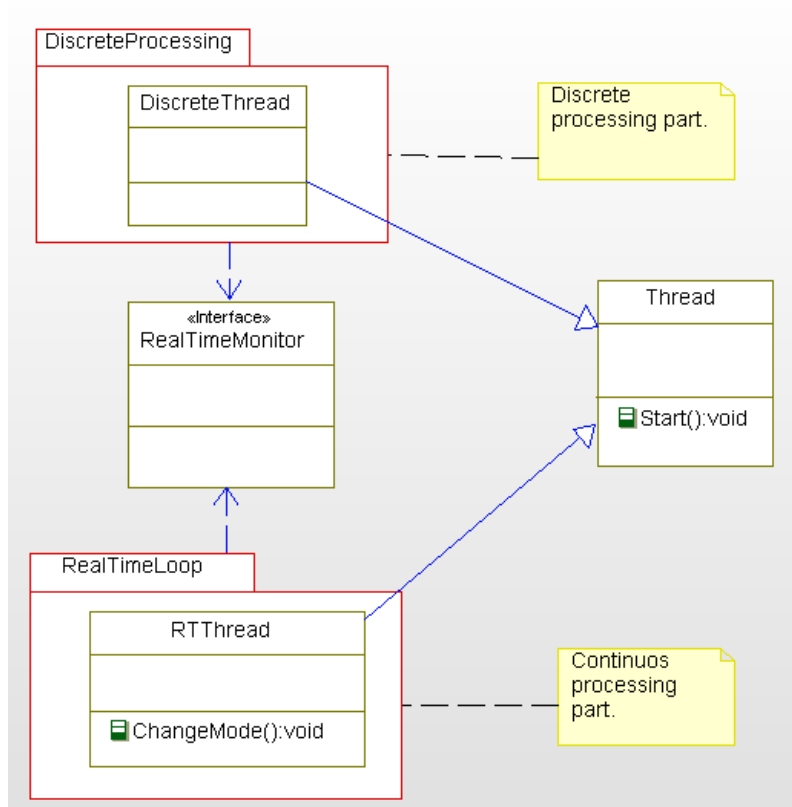 DiscreteProcessing
DiscreteThread
Discrete
processing part.
«Interface»
RealTimeMonitor
Thread
Start():void
RealTimeLoop
RTThread
ChangeMode():void
Continuos
processing
part.